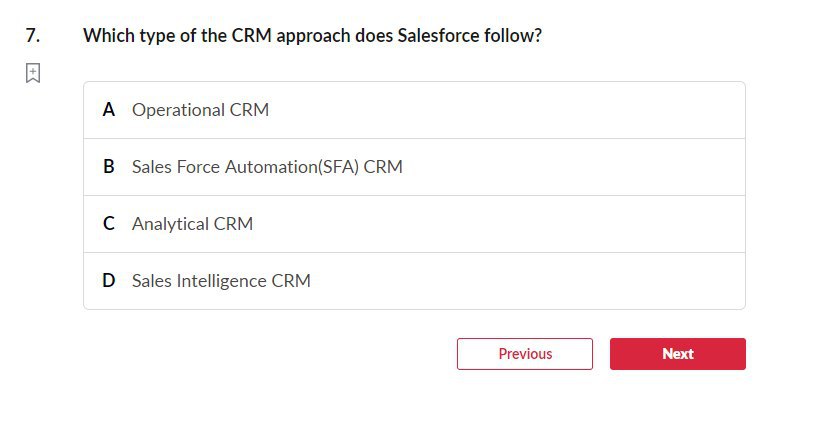 7. Which type of the CRM approach does Salesforce follow?
A Operational CRM
B Sales Force Automation(SFA) CRM
C Analytical CRM
D Sales Intelligence CRM
Previous Next